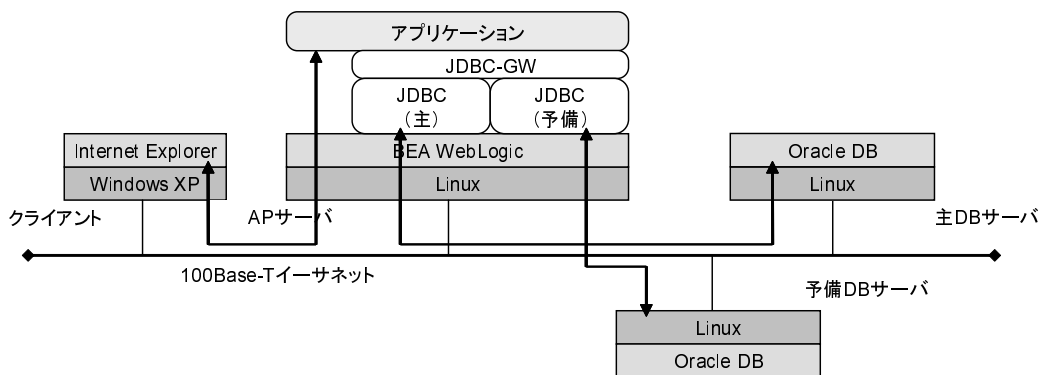 アプリケーション
JDBC-GW
JDBC
(主)
JDBC
(予備)
Internet Explorer
BEA WebLogic
Oracle DB
Windows XP
Linux
Linux
クライアント
APサーバ
主DBサーバ
100Base-Tイーサネット
予備DBサーバ
Linux
Oracle DB